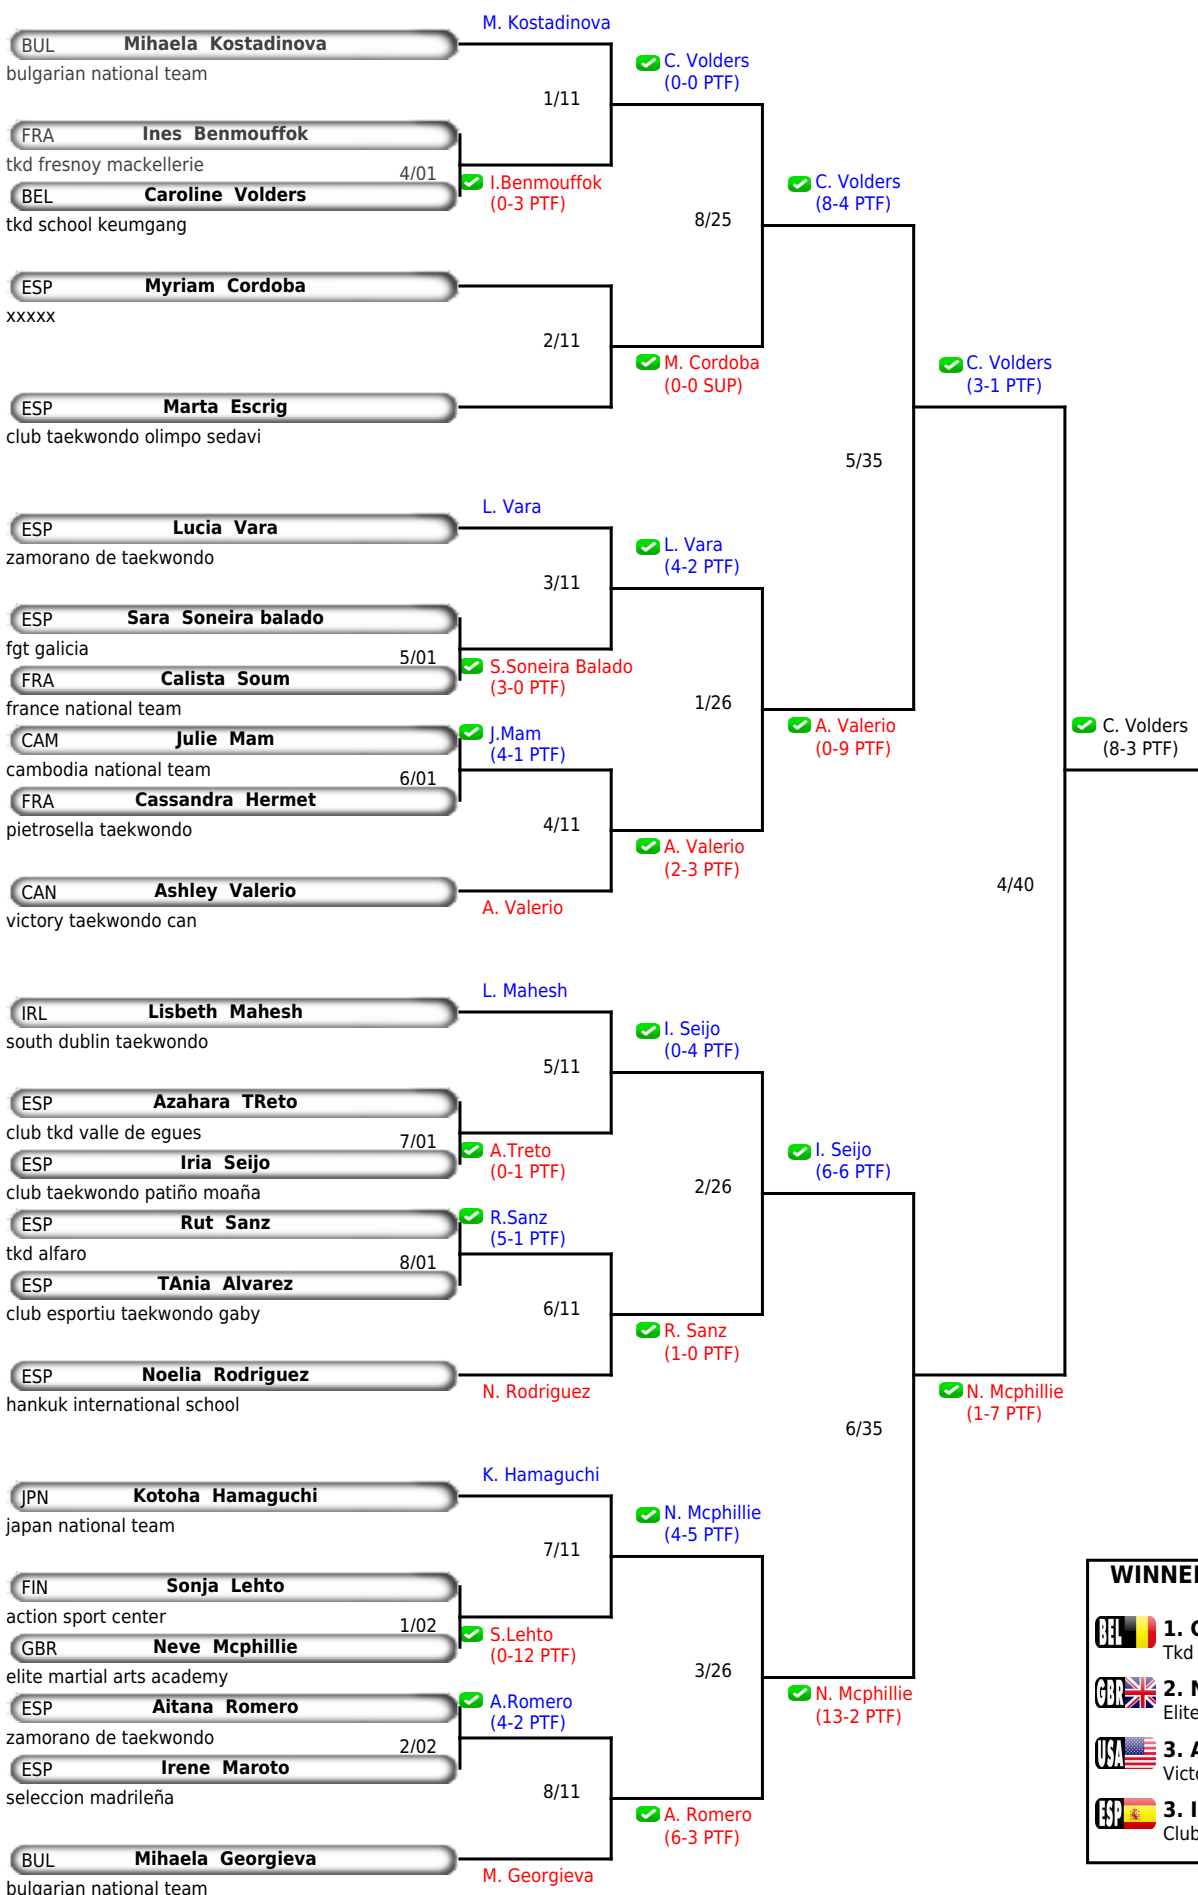 M. Kostadinova
BUL Mihaela Kostadinova
bulgarian national team
C. Volders
(0-0 PTF)
1/11
FRA Ines Benmouffok
tkd fresnoy mackellerie
4/01
BEL Caroline Volders
tkd school keumgang
I.Benmouffok
(0-3 PTF)
C. Volders
(8-4 PTF)
8/25
ESP Myriam Cordoba
xxxxx
2/11
M. Cordoba
(0-0 SUP)
C. Volders
(3-1 PTF)
ESP Marta Escrig
club taekwondo olimpo sedavi
5/35
L. Vara
ESP Lucia Vara
zamorano de taekwondo
L. Vara
(4-2 PTF)
3/11
ESP Sara Soneira balado
fgt galicia
5/01
FRA Calista Soum
france national team
S.Soneira Balado
(3-0 PTF)
1/26
CAM Julie Mam
cambodia national team
J.Mam
(4-1 PTF)
A. Valerio
(0-9 PTF)
C. Volders
(8-3 PTF)
6/01
FRA Cassandra Hermet
pietrosella taekwondo
4/11
A. Valerio
(2-3 PTF)
CAN Ashley Valerio
victory taekwondo can
A. Valerio
4/40
L. Mahesh
IRL Lisbeth Mahesh
south dublin taekwondo
I. Seijo
(0-4 PTF)
5/11
ESP Azahara TReto
club tkd valle de egues
7/01
ESP Iria Seijo
club taekwondo patiño moaña
A.Treto
(0-1 PTF)
I. Seijo
(6-6 PTF)
2/26
ESP Rut Sanz
tkd alfaro
R.Sanz
(5-1 PTF)
8/01
ESP TAnia Alvarez
club esportiu taekwondo gaby
6/11
R. Sanz
(1-0 PTF)
ESP Noelia Rodriguez
hankuk international school
N. Rodriguez
N. Mcphillie
(1-7 PTF)
6/35
K. Hamaguchi
JPN Kotoha Hamaguchi
japan national team
N. Mcphillie
(4-5 PTF)
7/11
FIN Sonja Lehto
action sport center
1/02
GBR Neve Mcphillie
elite martial arts academy
S.Lehto
(0-12 PTF)
3/26
ESP Aitana Romero
zamorano de taekwondo
A.Romero
(4-2 PTF)
N. Mcphillie
(13-2 PTF)
2/02
ESP Irene Maroto
seleccion madrileña
8/11
A. Romero
(6-3 PTF)
BUL Mihaela Georgieva
bulgarian national team
M. Georgieva
WINNE
BEL 1. C
Tkd
GBR 2. N
Elite
USA 3. A
Victo
ESP 3. I
Club